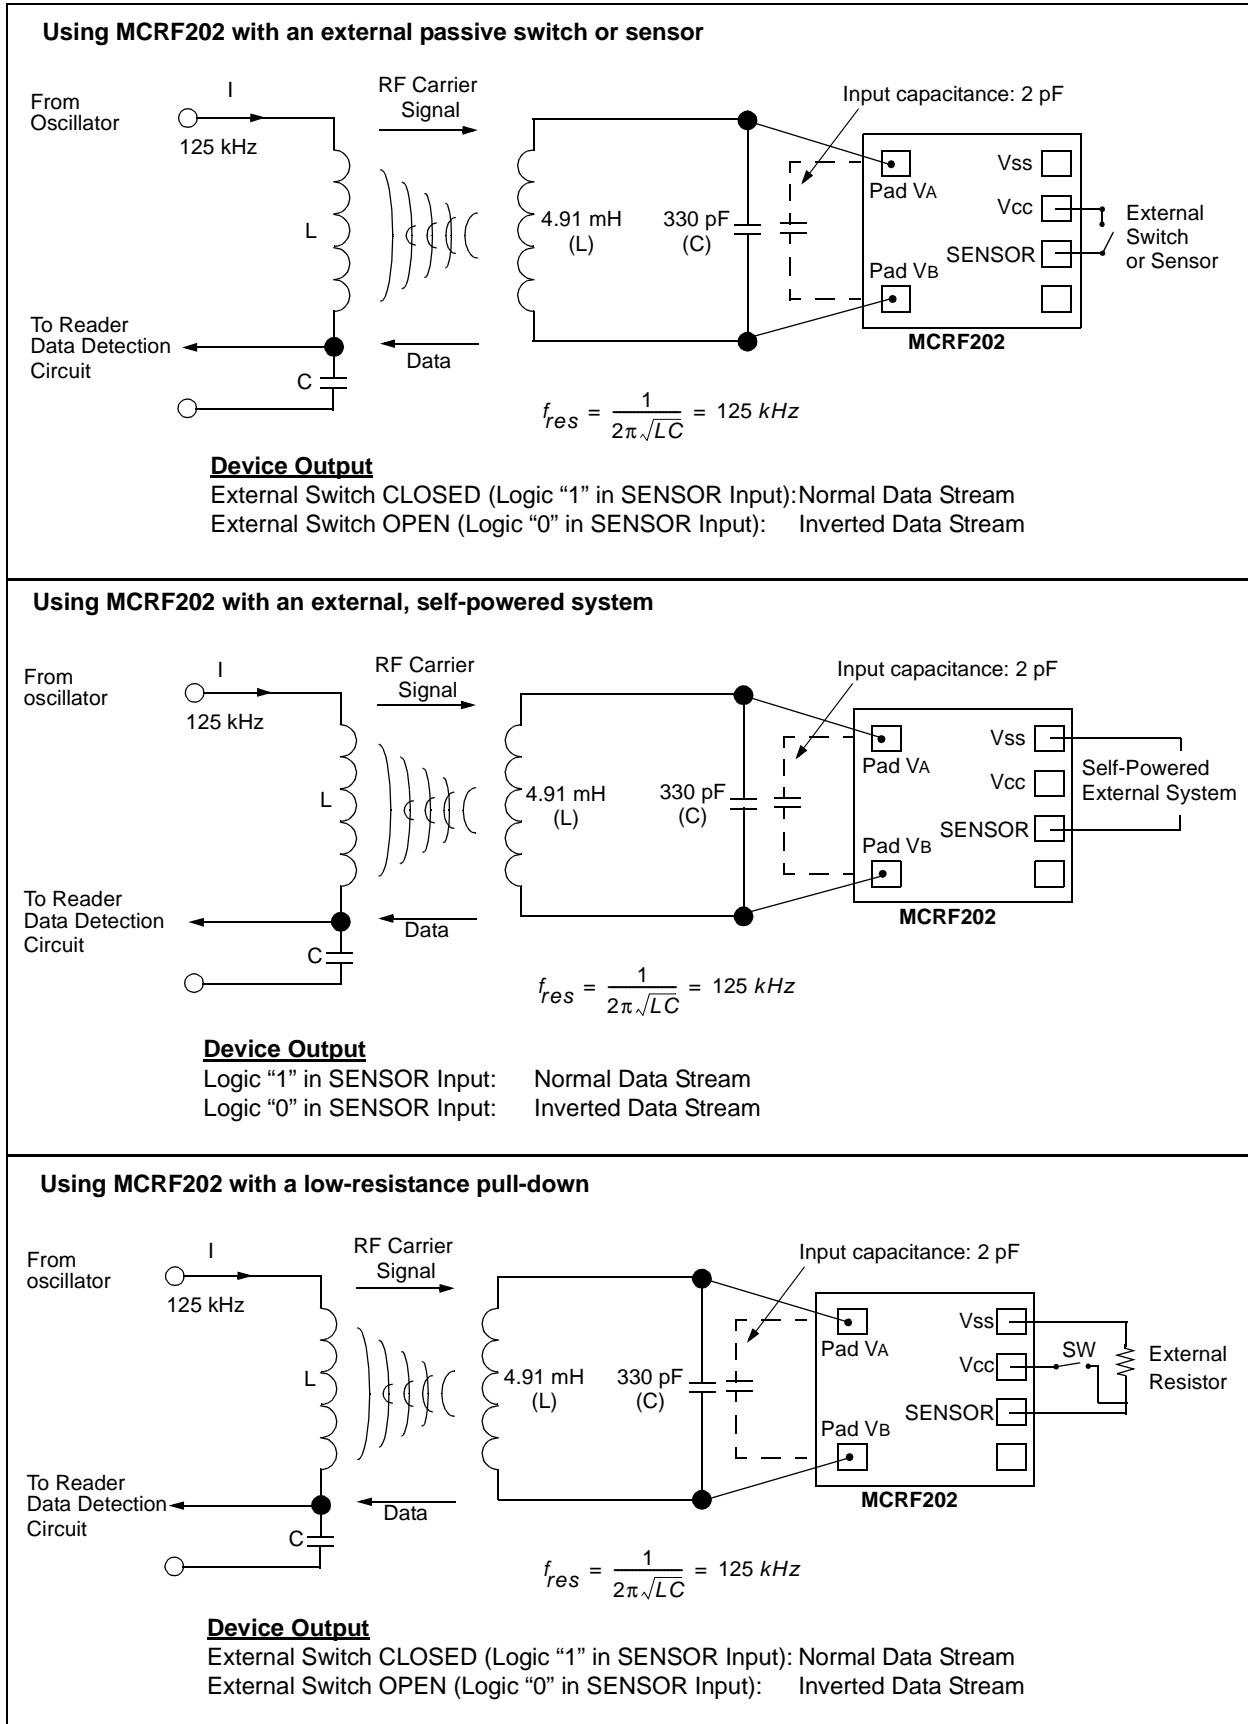 Using MCRF202 with an external passive switch or sensor
From
Oscillator
I
125 kHz
RF Carrier
Signal
Input capacitance: 2 pF
L
4.91 mH
(L)
330 pF
(C)
Pad VA
Pad VB
Vss
Vcc
SENSOR
External
Switch
or Sensor
MCRF202
To Reader
Data Detection
Circuit
C
Data
fres = 1 / 2π√LC = 125 kHz
Device Output
External Switch CLOSED (Logic “1” in SENSOR Input): Normal Data Stream
External Switch OPEN (Logic “0” in SENSOR Input): Inverted Data Stream
Using MCRF202 with an external, self-powered system
From
oscillator
I
125 kHz
RF Carrier
Signal
Input capacitance: 2 pF
L
4.91 mH
(L)
330 pF
(C)
Pad VA
Pad VB
Vss
Vcc
SENSOR
Self-Powered
External System
MCRF202
To Reader
Data Detection
Circuit
C
Data
fres = 1 / 2π√LC = 125 kHz
Device Output
Logic “1” in SENSOR Input: Normal Data Stream
Logic “0” in SENSOR Input: Inverted Data Stream
Using MCRF202 with a low-resistance pull-down
From
oscillator
I
125 kHz
RF Carrier
Signal
Input capacitance: 2 pF
L
4.91 mH
(L)
330 pF
(C)
Pad VA
Pad VB
Vss
Vcc
SENSOR
SW
External
Resistor
MCRF202
To Reader
Data Detection
Circuit
C
Data
fres = 1 / 2π√LC = 125 kHz
Device Output
External Switch CLOSED (Logic “1” in SENSOR Input): Normal Data Stream
External Switch OPEN (Logic “0” in SENSOR Input): Inverted Data Stream